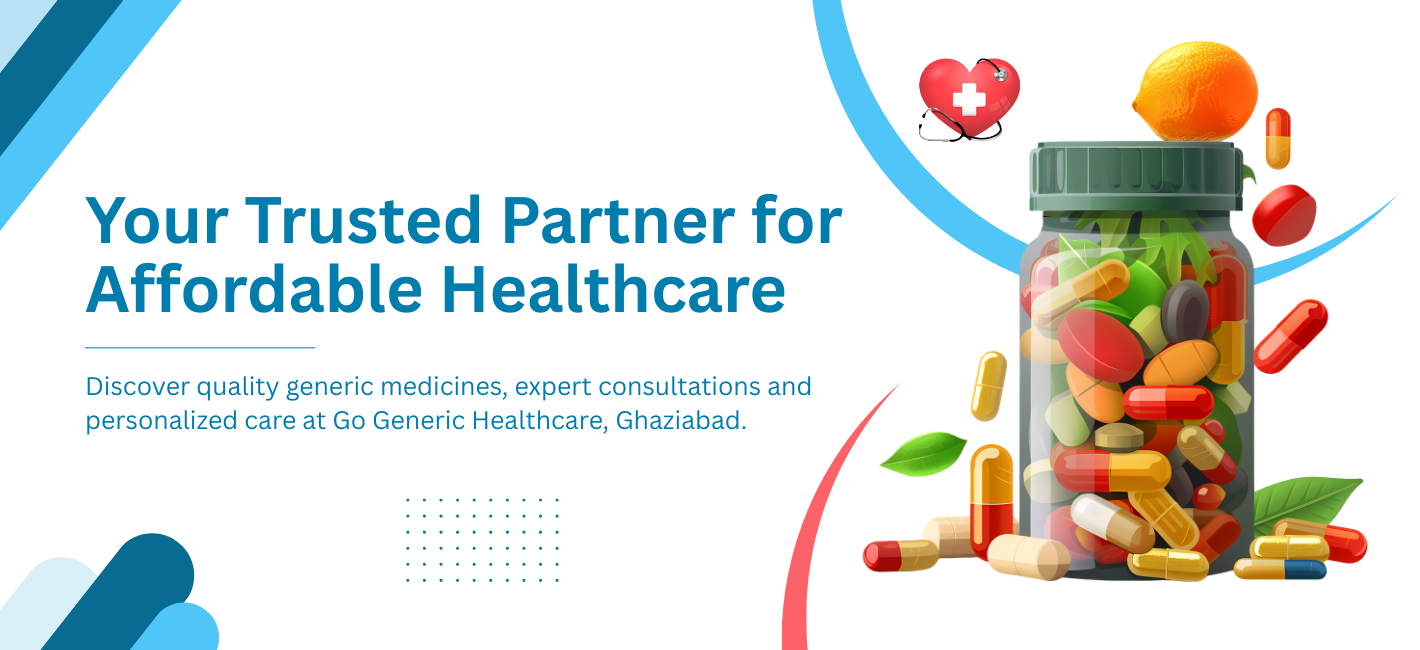 Your Trusted Partner for
Affordable Healthcare
Discover quality generic medicines, expert consultations and
personalized care at Go Generic Healthcare, Ghaziabad.